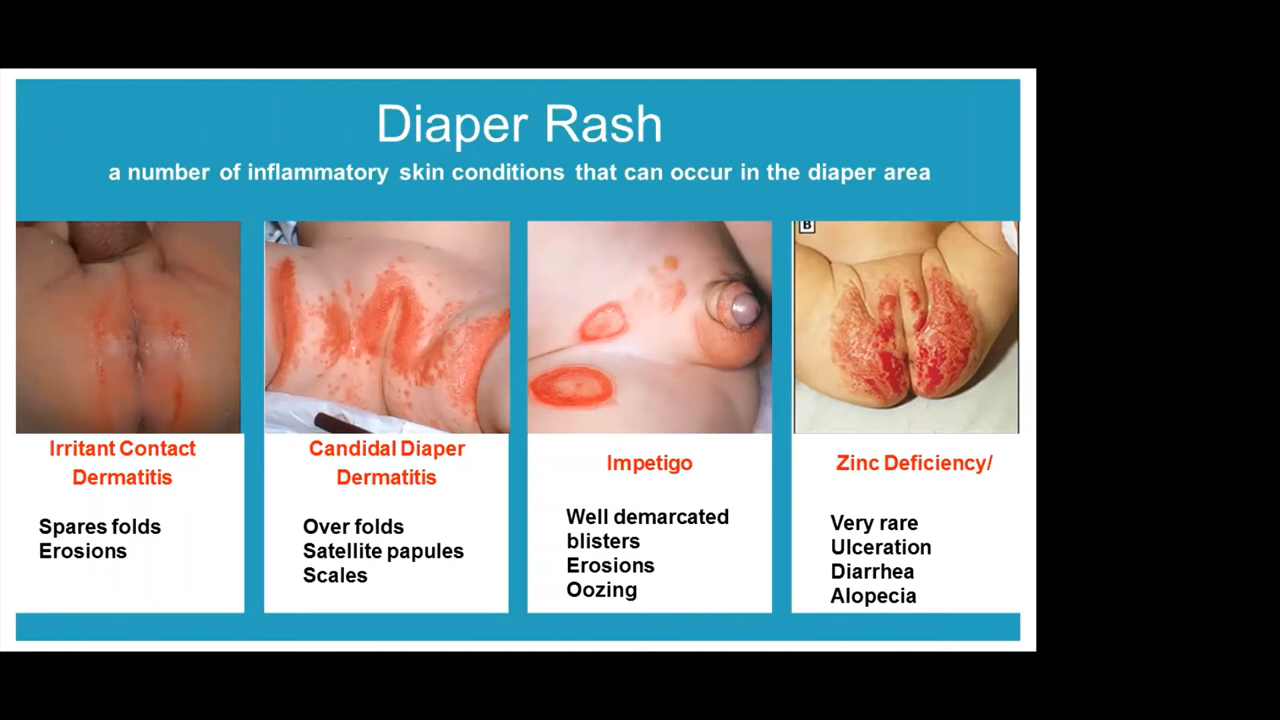 Diaper Rash
a number of inflammatory skin conditions that can occur in the diaper area
B
Irritant Contact
Dermatitis
Spares folds
Erosions
Candidal Diaper
Dermatitis
Over folds
Satellite papules
Scales
Impetigo
Well demarcated
blisters
Erosions
Oozing
Zinc Deficiency/
Very rare
Ulceration
Diarrhea
Alopecia